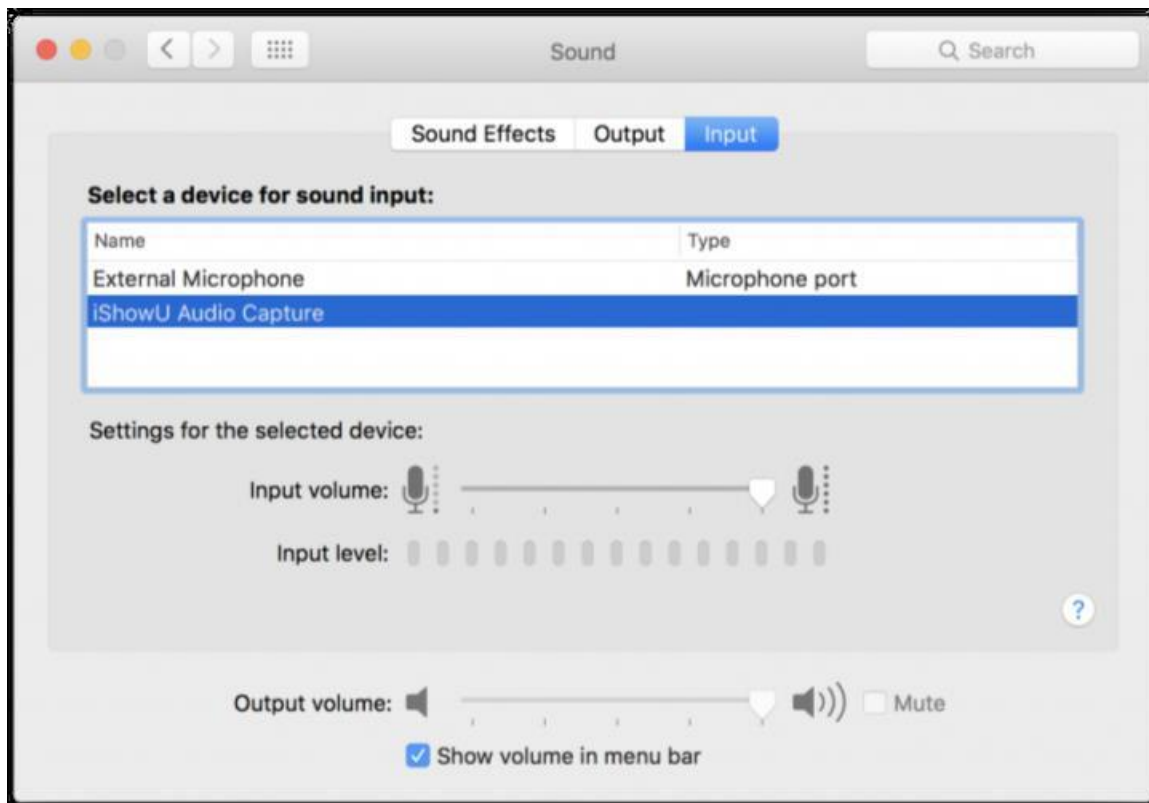 Sound
Search
Sound Effects Output Input
Select a device for sound input:
Name Type
External Microphone Microphone port
iShowU Audio Capture
Settings for the selected device:
Input volume:
Input level:
?
Output volume: Mute
Show volume in menu bar